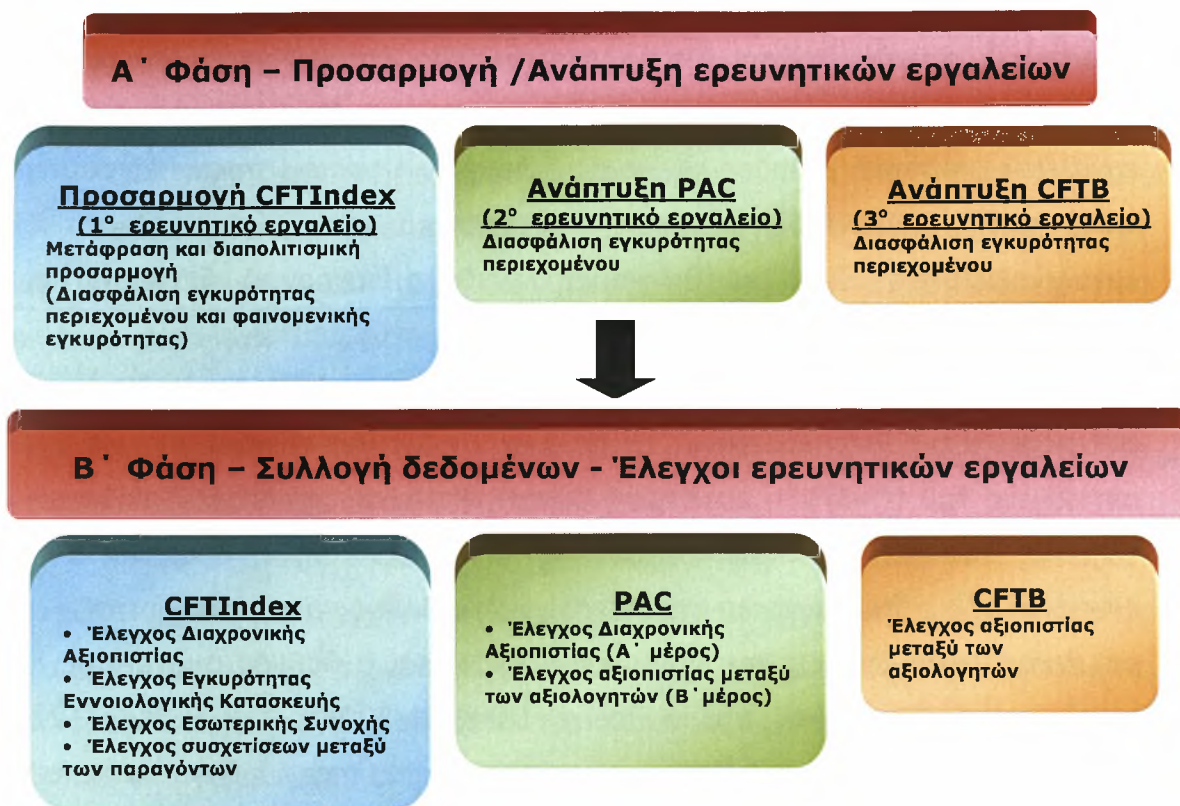 Α΄ Φάση – Προσαρμογή /Ανάπτυξη ερευνητικών εργαλείων
Προσαρμογή CFTIndex
(1º ερευνητικό εργαλείο)
Μετάφραση και διαπολιτισμική
προσαρμογή
(Διασφάλιση εγκυρότητας
περιεχομένου και φαινομενικής
εγκυρότητας)
Ανάπτυξη PAC
(2º ερευνητικό εργαλείο)
Διασφάλιση εγκυρότητας
περιεχομένου
Ανάπτυξη CFTB
(3º ερευνητικό εργαλείο)
Διασφάλιση εγκυρότητας
περιεχομένου
Β΄ Φάση – Συλλογή δεδομένων - Έλεγχοι ερευνητικών εργαλείων
CFTIndex
• Έλεγχος Διαχρονικής
Αξιοπιστίας
• Έλεγχος Εγκυρότητας
Εννοιολογικής Κατασκευής
• Έλεγχος Εσωτερικής Συνοχής
• Έλεγχος συσχετίσεων μεταξύ
των παραγόντων
PAC
• Έλεγχος Διαχρονικής
Αξιοπιστίας (Α΄ μέρος)
• Έλεγχος αξιοπιστίας μεταξύ
των αξιολογητών (Β΄ μέρος)
CFTB
Έλεγχος αξιοπιστίας
μεταξύ των
αξιολογητών